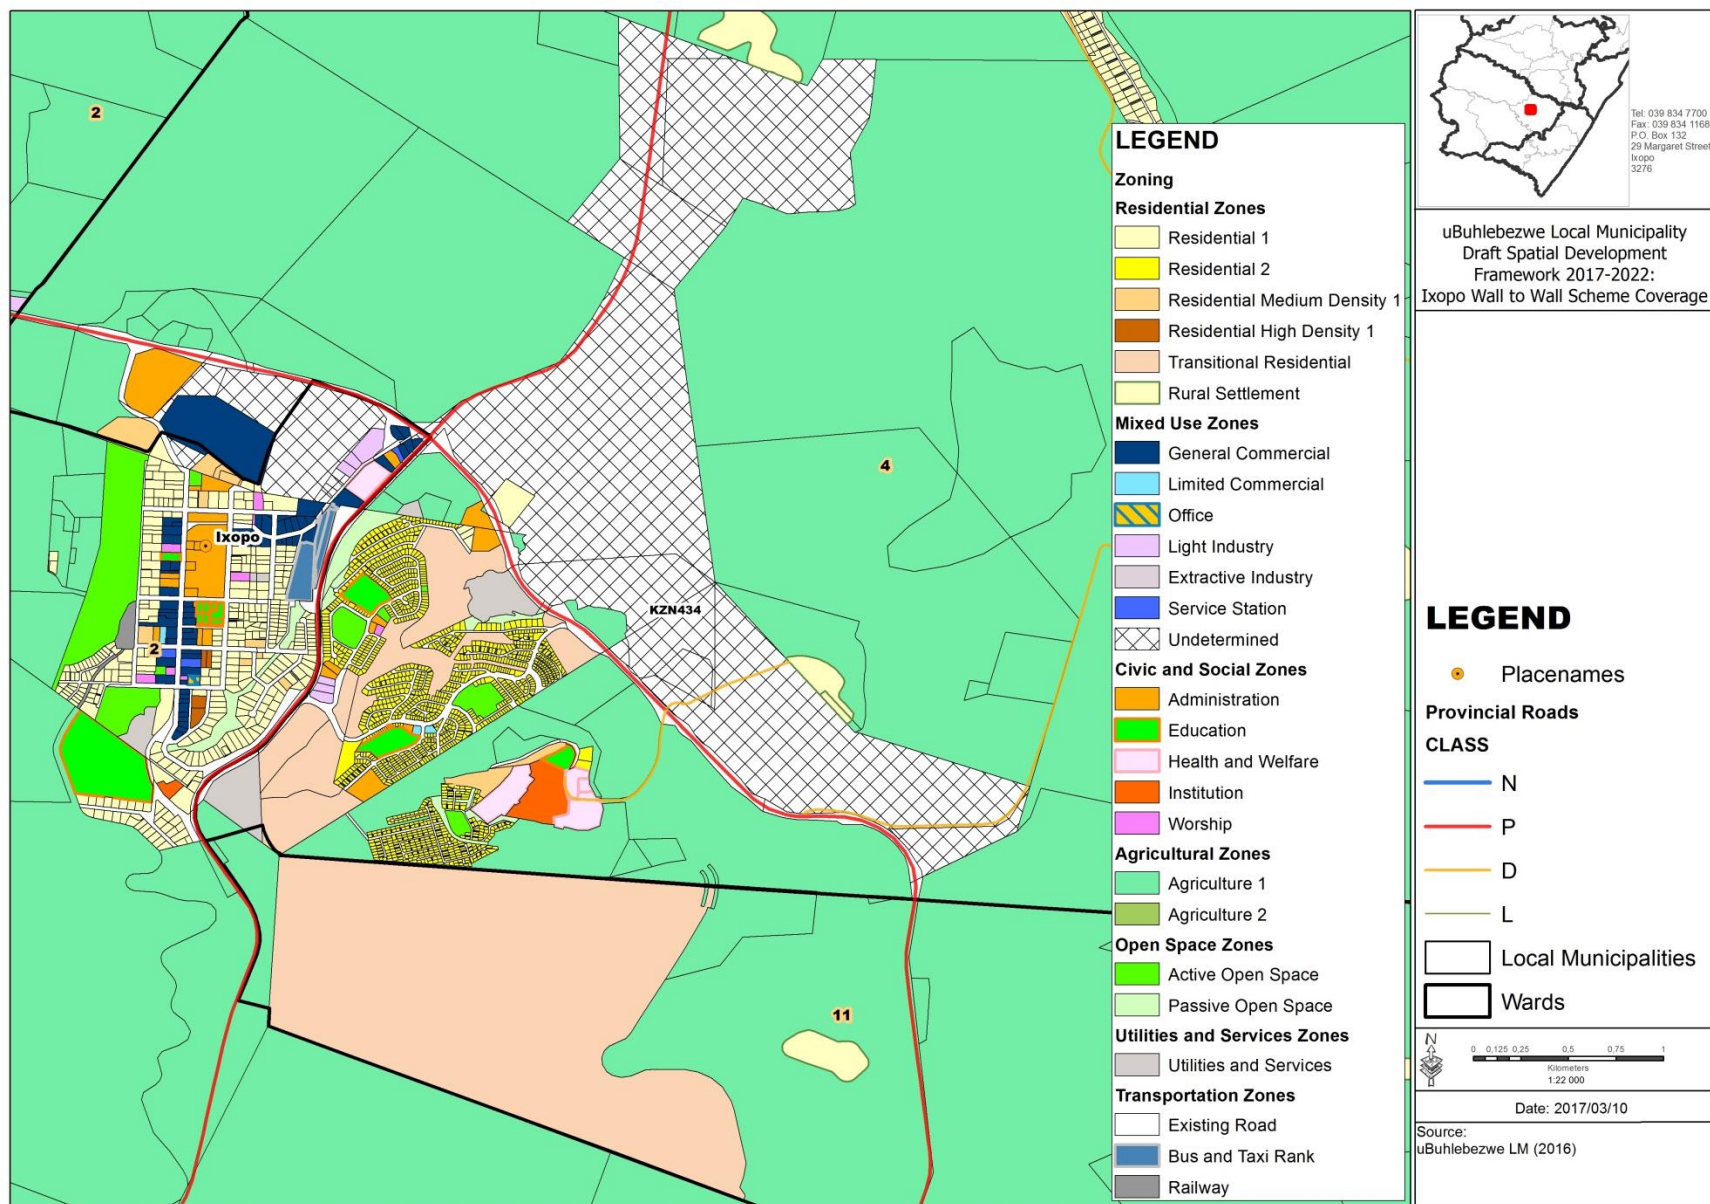 2
4
KZN434
Ixopo
2
11
LEGEND
Zoning
Residential Zones
Residential 1
Residential 2
Residential Medium Density 1
Residential High Density 1
Transitional Residential
Rural Settlement
Mixed Use Zones
General Commercial
Limited Commercial
Office
Light Industry
Extractive Industry
Service Station
Undetermined
Civic and Social Zones
Administration
Education
Health and Welfare
Institution
Worship
Agricultural Zones
Agriculture 1
Agriculture 2
Open Space Zones
Active Open Space
Passive Open Space
Utilities and Services Zones
Utilities and Services
Transportation Zones
Existing Road
Bus and Taxi Rank
Railway
Tel: 039 834 7700
Fax: 039 834 1168
P.O. Box 132
29 Margaret Street
Ixopo
3276
uBuhlebezwe Local Municipality
Draft Spatial Development
Framework 2017-2022:
Ixopo Wall to Wall Scheme Coverage
LEGEND
Placenames
Provincial Roads
CLASS
N
P
D
L
Local Municipalities
Wards
N
0 0,125 0,25 0,5 0,75 1
Kilometers
1:22 000
Date: 2017/03/10
Source:
uBuhlebezwe LM (2016)